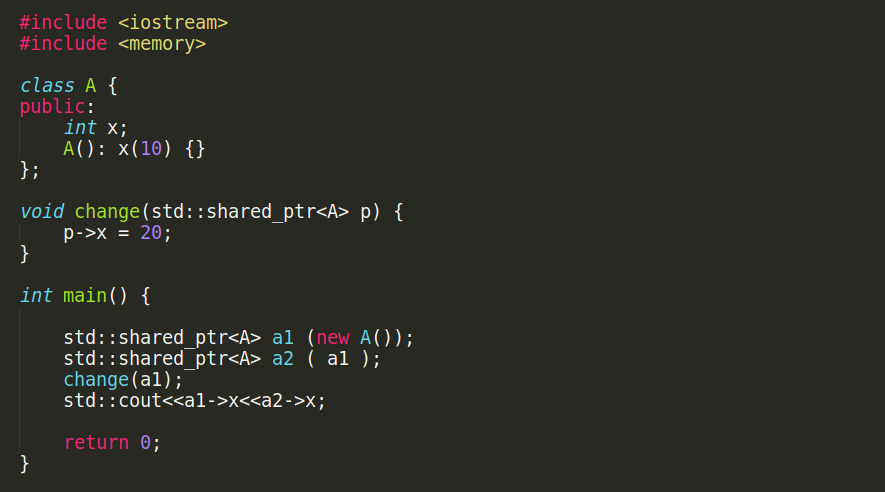 #include <iostream>
#include <memory>
class A {
public:
int x;
A(): x(10) {}
};
void change(std::shared_ptr<A> p) {
p->x = 20;
}
int main() {
std::shared_ptr<A> a1 (new A());
std::shared_ptr<A> a2 ( a1 );
change(a1);
std::cout<<a1->x<<a2->x;
return 0;
}